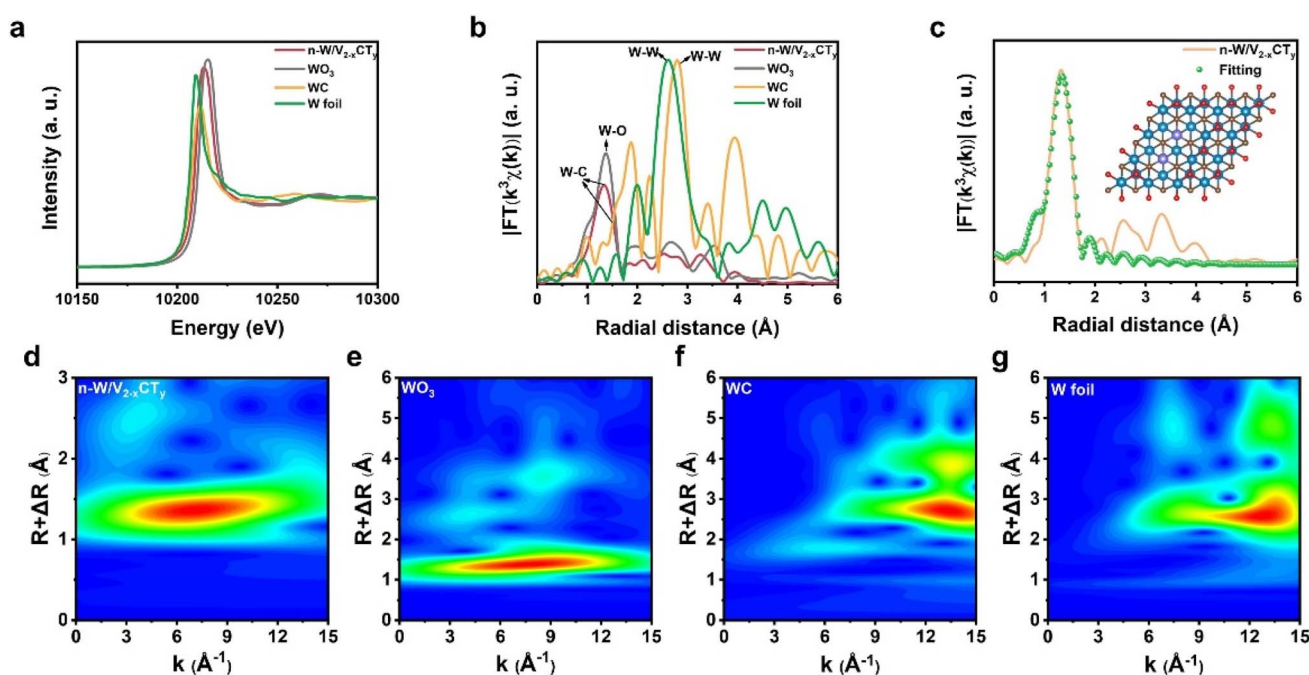 a
n-W/V2-xCTy
WO3
WC
W foil
Intensity (a. u.)
10150 10200 10250 10300
Energy (eV)
b
W-W
W-W
n-W/V2-xCTy
WO3
WC
W foil
W-O
W-C
|FT(k³χ(k))| (a. u.)
0 1 2 3 4 5 6
Radial distance (Å)
c
n-W/V2-xCTy
Fitting
|FT(k³χ(k))| (a. u.)
0 1 2 3 4 5 6
Radial distance (Å)
d
n-W/V2-xCTy
R+ΔR (Å)
3
2
1
0
0 3 6 9 12 15
k (Å⁻¹)
e
WO3
R+ΔR (Å)
6
5
4
3
2
1
0
0 3 6 9 12 15
k (Å⁻¹)
f
WC
R+ΔR (Å)
6
5
4
3
2
1
0
0 3 6 9 12 15
k (Å⁻¹)
g
W foil
R+ΔR (Å)
6
5
4
3
2
1
0
0 3 6 9 12 15
k (Å⁻¹)